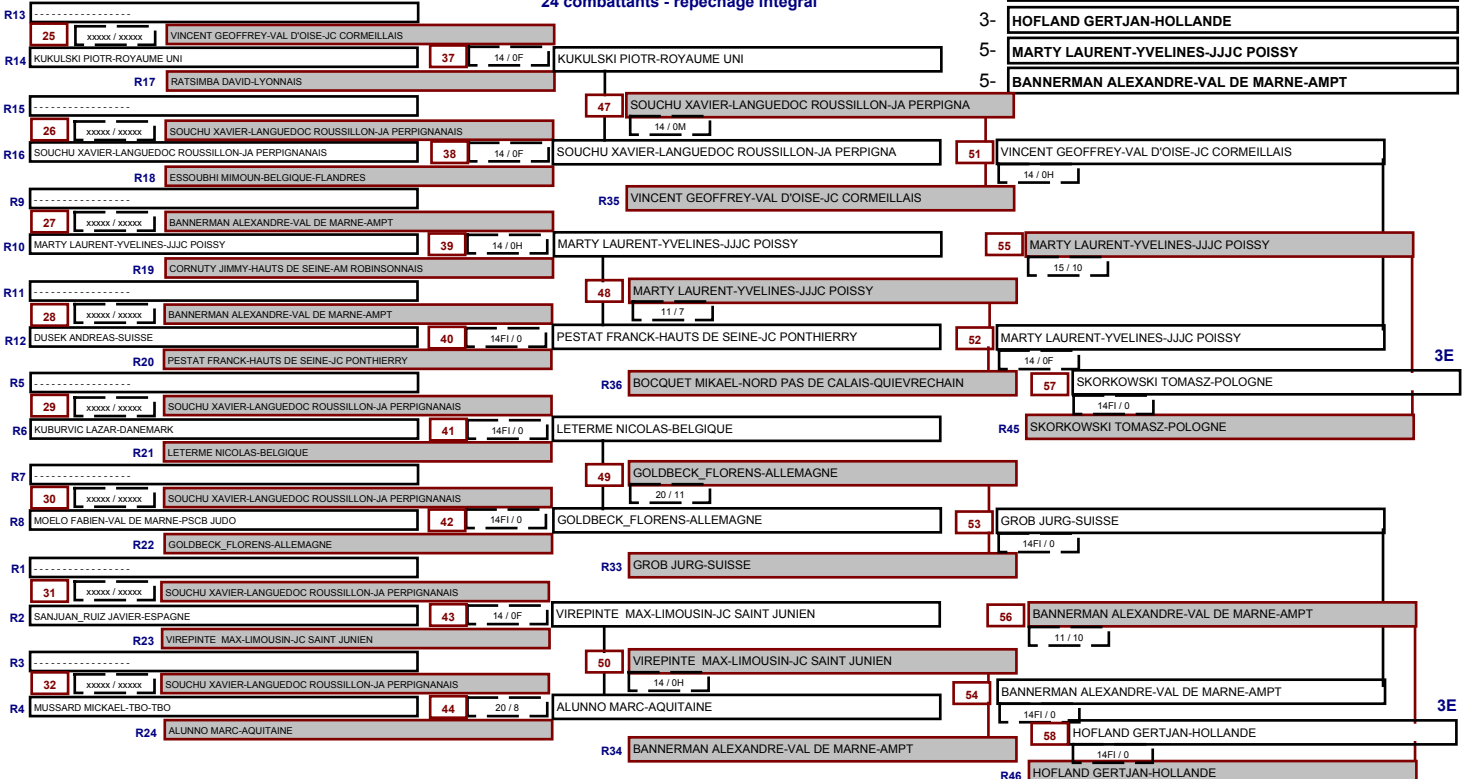 24 combattants - repechage integral
3- HOFLAND GERTJAN-HOLLANDE
5- MARTY LAURENT-YVELINES-JJJC POISSY
5- BANNERMAN ALEXANDRE-VAL DE MARNE-AMPT
R13 - - - - - - - - - - - - - - - - -
25 xxxxx / xxxxx VINCENT GEOFFREY-VAL D'OISE-JC CORMEILLAIS
R14 KUKULSKI PIOTR-ROYAUME UNI 37 14 / 0F KUKULSKI PIOTR-ROYAUME UNI
R17 RATSIMBA DAVID-LYONNAIS
R15 - - - - - - - - - - - - - - - - -
47 SOUCHU XAVIER-LANGUEDOC ROUSSILLON-JA PERPIGNA
14 / 0M
26 xxxxx / xxxxx SOUCHU XAVIER-LANGUEDOC ROUSSILLON-JA PERPIGNANAIS
R16 SOUCHU XAVIER-LANGUEDOC ROUSSILLON-JA PERPIGNANAIS 38 14 / 0F SOUCHU XAVIER-LANGUEDOC ROUSSILLON-JA PERPIGNA 51 VINCENT GEOFFREY-VAL D'OISE-JC CORMEILLAIS
14 / 0H
R18 ESSOUBHI MIMOUN-BELGIQUE-FLANDRES
R9 - - - - - - - - - - - - - - - - -
R35 VINCENT GEOFFREY-VAL D'OISE-JC CORMEILLAIS
27 xxxxx / xxxxx BANNERMAN ALEXANDRE-VAL DE MARNE-AMPT
R10 MARTY LAURENT-YVELINES-JJJC POISSY 39 14 / 0H MARTY LAURENT-YVELINES-JJJC POISSY 55 MARTY LAURENT-YVELINES-JJJC POISSY
15 / 10
R19 CORNUTY JIMMY-HAUTS DE SEINE-AM ROBINSONNAIS
R11 - - - - - - - - - - - - - - - - -
48 MARTY LAURENT-YVELINES-JJJC POISSY
11 / 7
28 xxxxx / xxxxx BANNERMAN ALEXANDRE-VAL DE MARNE-AMPT
R12 DUSEK ANDREAS-SUISSE 40 14FI / 0 PESTAT FRANCK-HAUTS DE SEINE-JC PONTHIERRY 52 MARTY LAURENT-YVELINES-JJJC POISSY
14 / 0F
3E
R20 PESTAT FRANCK-HAUTS DE SEINE-JC PONTHIERRY
R5 - - - - - - - - - - - - - - - - -
R36 BOCQUET MIKAEL-NORD PAS DE CALAIS-QUIEVRECHAIN 57 SKORKOWSKI TOMASZ-POLOGNE
14FI / 0
29 xxxxx / xxxxx SOUCHU XAVIER-LANGUEDOC ROUSSILLON-JA PERPIGNANAIS
R6 KUBURVIC LAZAR-DANEMARK 41 14FI / 0 LETERME NICOLAS-BELGIQUE R45 SKORKOWSKI TOMASZ-POLOGNE
R21 LETERME NICOLAS-BELGIQUE
R7 - - - - - - - - - - - - - - - - -
49 GOLDBECK_FLORENS-ALLEMAGNE
20 / 11
30 xxxxx / xxxxx SOUCHU XAVIER-LANGUEDOC ROUSSILLON-JA PERPIGNANAIS
R8 MOELO FABIEN-VAL DE MARNE-PSCB JUDO 42 14FI / 0 GOLDBECK_FLORENS-ALLEMAGNE 53 GROB JURG-SUISSE
14FI / 0
R22 GOLDBECK_FLORENS-ALLEMAGNE
R1 - - - - - - - - - - - - - - - - -
R33 GROB JURG-SUISSE
31 xxxxx / xxxxx SOUCHU XAVIER-LANGUEDOC ROUSSILLON-JA PERPIGNANAIS
R2 SANJUAN_RUIZ JAVIER-ESPAGNE 43 14 / 0F VIREPINTE MAX-LIMOUSIN-JC SAINT JUNIEN 56 BANNERMAN ALEXANDRE-VAL DE MARNE-AMPT
11 / 10
R23 VIREPINTE MAX-LIMOUSIN-JC SAINT JUNIEN
R3 - - - - - - - - - - - - - - - - -
50 VIREPINTE MAX-LIMOUSIN-JC SAINT JUNIEN
14 / 0H
32 xxxxx / xxxxx SOUCHU XAVIER-LANGUEDOC ROUSSILLON-JA PERPIGNANAIS
R4 MUSSARD MICKAEL-TBO-TBO 44 20 / 8 ALUNNO MARC-AQUITAINE 54 BANNERMAN ALEXANDRE-VAL DE MARNE-AMPT
14FI / 0
3E
R24 ALUNNO MARC-AQUITAINE
58 HOFLAND GERTJAN-HOLLANDE
14FI / 0
R34 BANNERMAN ALEXANDRE-VAL DE MARNE-AMPT
R46 HOFLAND GERTJAN-HOLLANDE